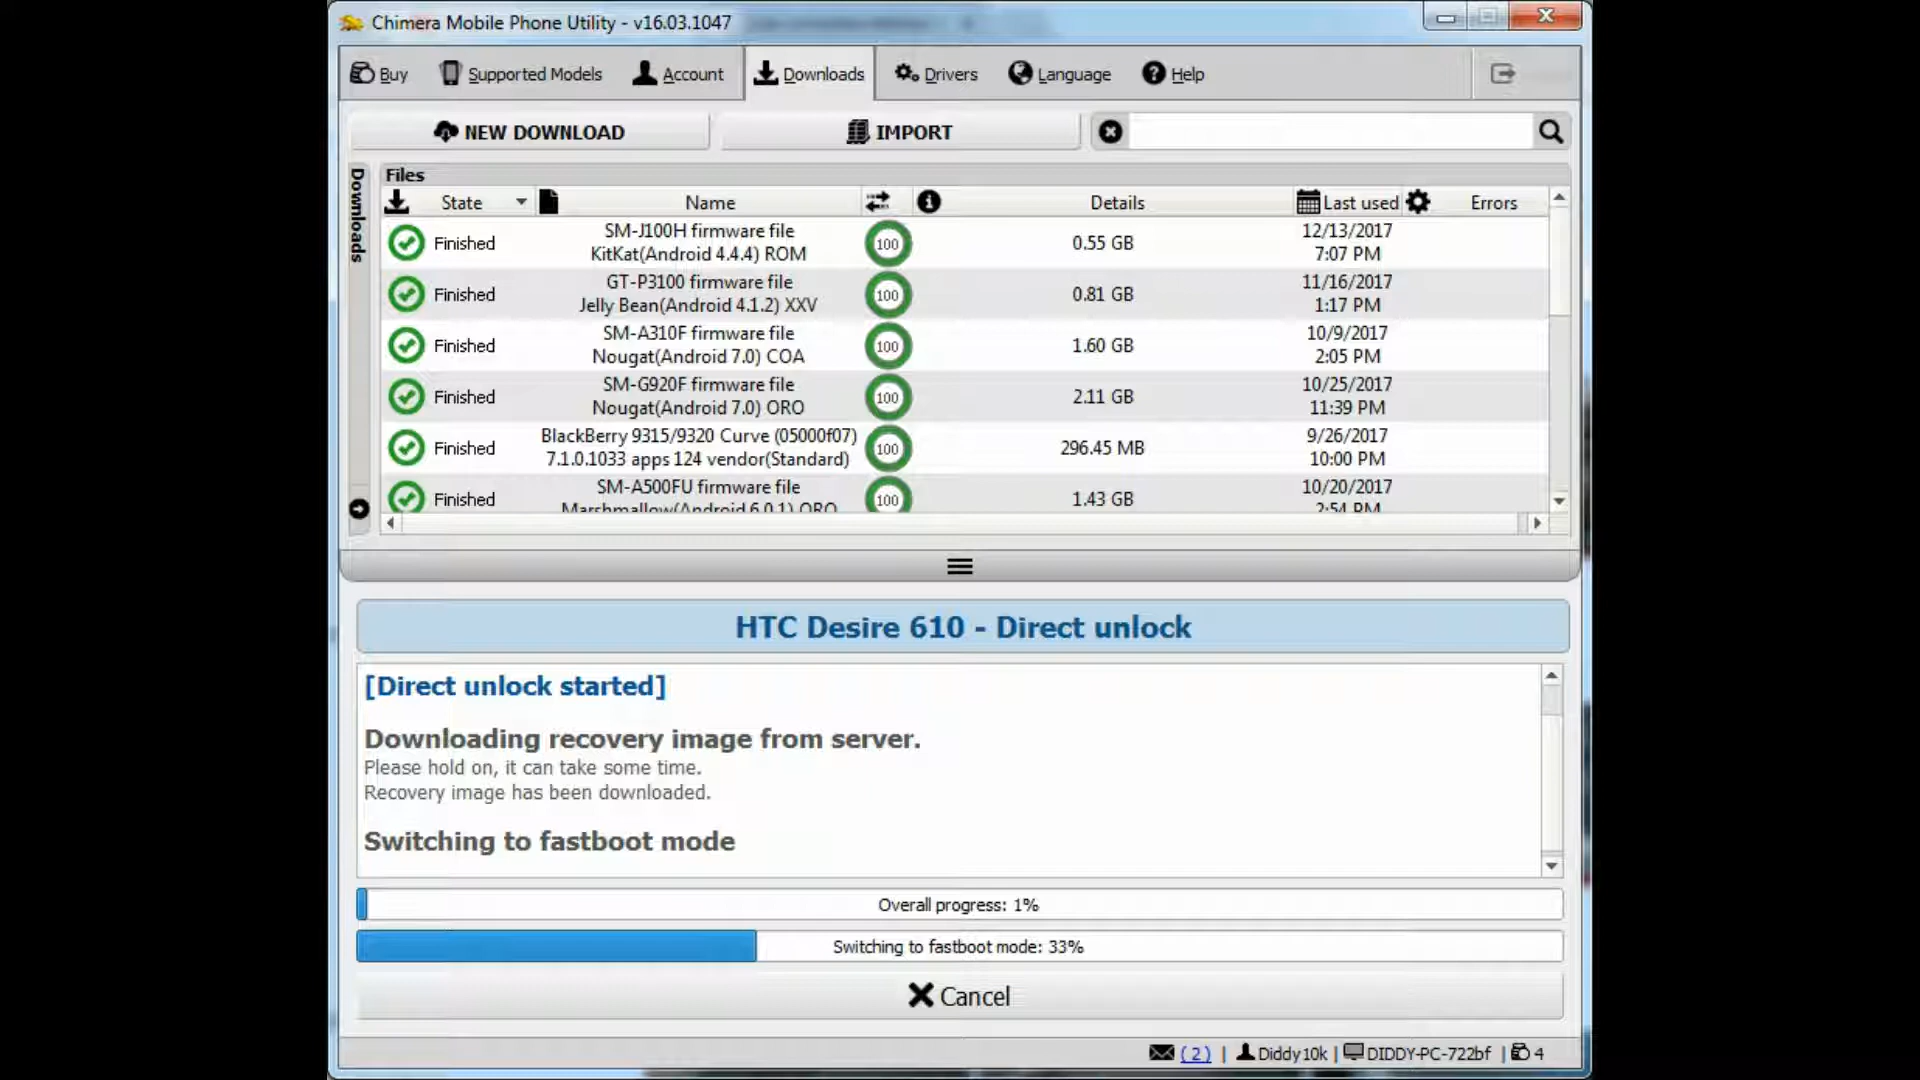 Chimera Mobile Phone Utility - v16.03.1047
Buy Supported Models Account Downloads Drivers Language Help
NEW DOWNLOAD IMPORT
Downloads
Files
State Name Details Last used Errors
Finished SM-J100H firmware file KitKat(Android 4.4.4) ROM 100 0.55 GB 12/13/2017 7:07 PM
Finished GT-P3100 firmware file Jelly Bean(Android 4.1.2) XXV 100 0.81 GB 11/16/2017 1:17 PM
Finished SM-A310F firmware file Nougat(Android 7.0) COA 100 1.60 GB 10/9/2017 2:05 PM
Finished SM-G920F firmware file Nougat(Android 7.0) ORO 100 2.11 GB 10/25/2017 11:39 PM
Finished BlackBerry 9315/9320 Curve (05000f07) 7.1.0.1033 apps 124 vendor(Standard) 100 296.45 MB 9/26/2017 10:00 PM
Finished SM-A500FU firmware file Marshmallow(Android 6.0.1) ORO 100 1.43 GB 10/20/2017 2:54 PM
HTC Desire 610 - Direct unlock
[Direct unlock started]
Downloading recovery image from server.
Please hold on, it can take some time.
Recovery image has been downloaded.
Switching to fastboot mode
Overall progress: 1%
Switching to fastboot mode: 33%
Cancel
( 2 ) | Diddy10k | DIDDY-PC-722bf | 4